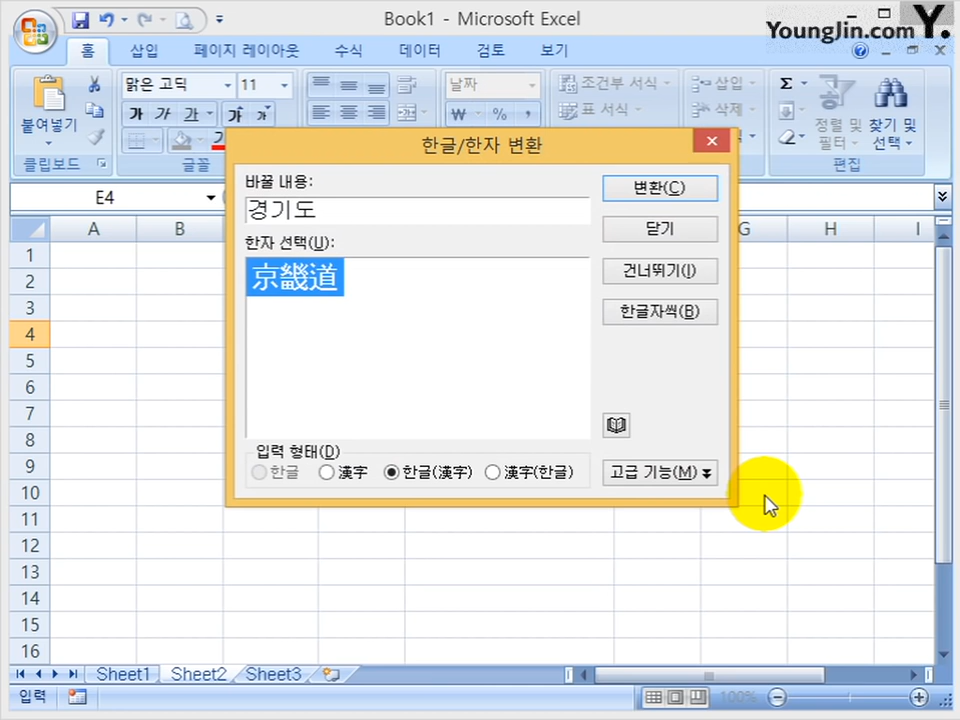 Book1 - Microsoft Excel
YoungJin.com Y.
홈 삽입 페이지 레이아웃 수식 데이터 검토 보기
맑은 고딕 11 날짜 조건부 서식 삽입 Σ
붙여넣기 가 가 가 가 가 ₩ % , 표 서식 삭제 정렬 및 필터 찾기 및 선택
클립보드 글꼴 편집
E4
한글/한자 변환
바꿀 내용:
경기도
변환(C)
한자 선택(U):
닫기
京畿道
건너뛰기(I)
한글자씩(B)
입력 형태(D)
한글 漢字 한글(漢字) 漢字(한글)
고급 기능(M)
A B G H I
1
2
3
4
5
6
7
8
9
10
11
12
13
14
15
16
Sheet1 Sheet2 Sheet3
입력 100%